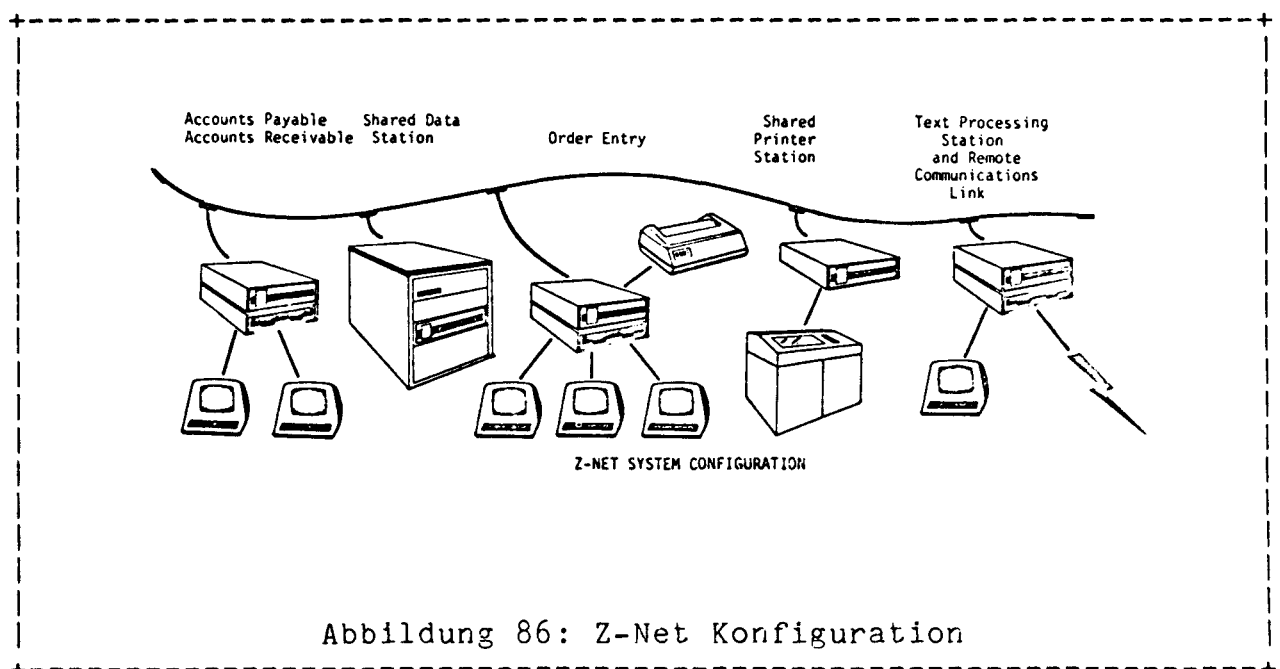 Accounts Payable
Accounts Receivable
Shared Data
Station
Order Entry
Shared
Printer
Station
Text Processing
Station
and Remote
Communications
Link
Z-NET SYSTEM CONFIGURATION
Abbildung 86: Z-Net Konfiguration